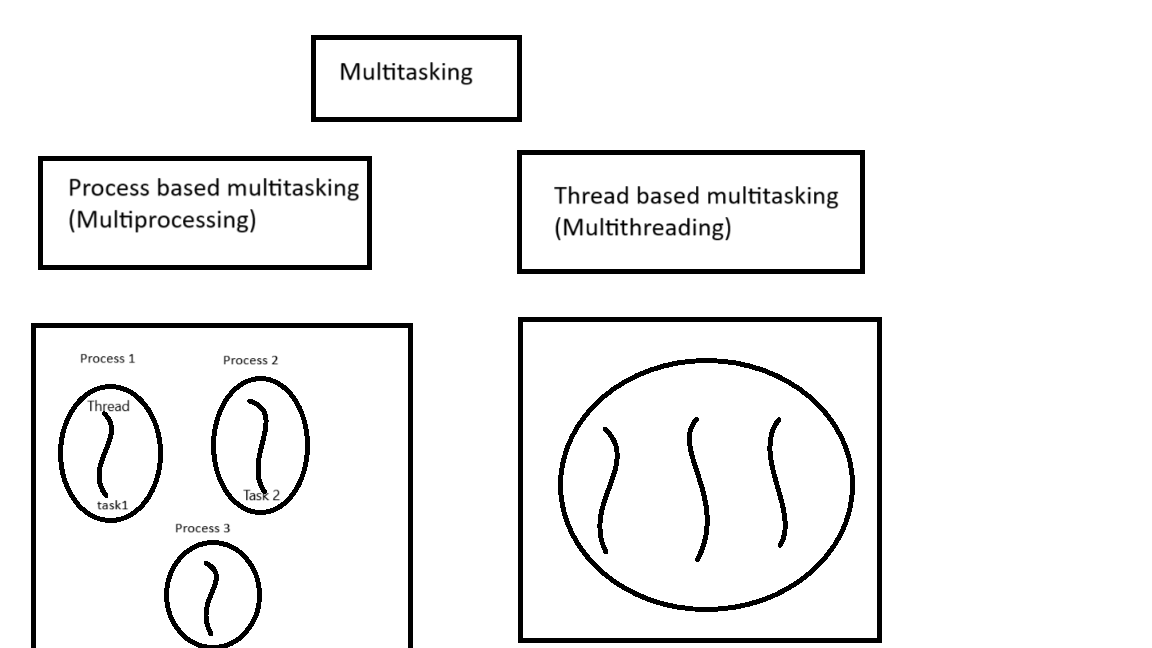 Multitasking
Process based multitasking
(Multiprocessing)
Thread based multitasking
(Multithreading)
Process 1
Process 2
Thread
task1
Task 2
Process 3